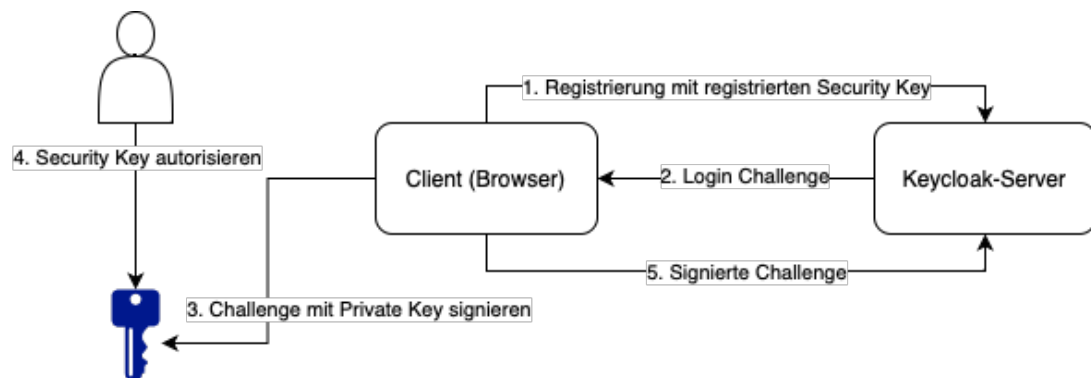 1. Registrierung mit registrierten Security Key
4. Security Key autorisieren
Client (Browser)
2. Login Challenge
Keycloak-Server
5. Signierte Challenge
3. Challenge mit Private Key signieren